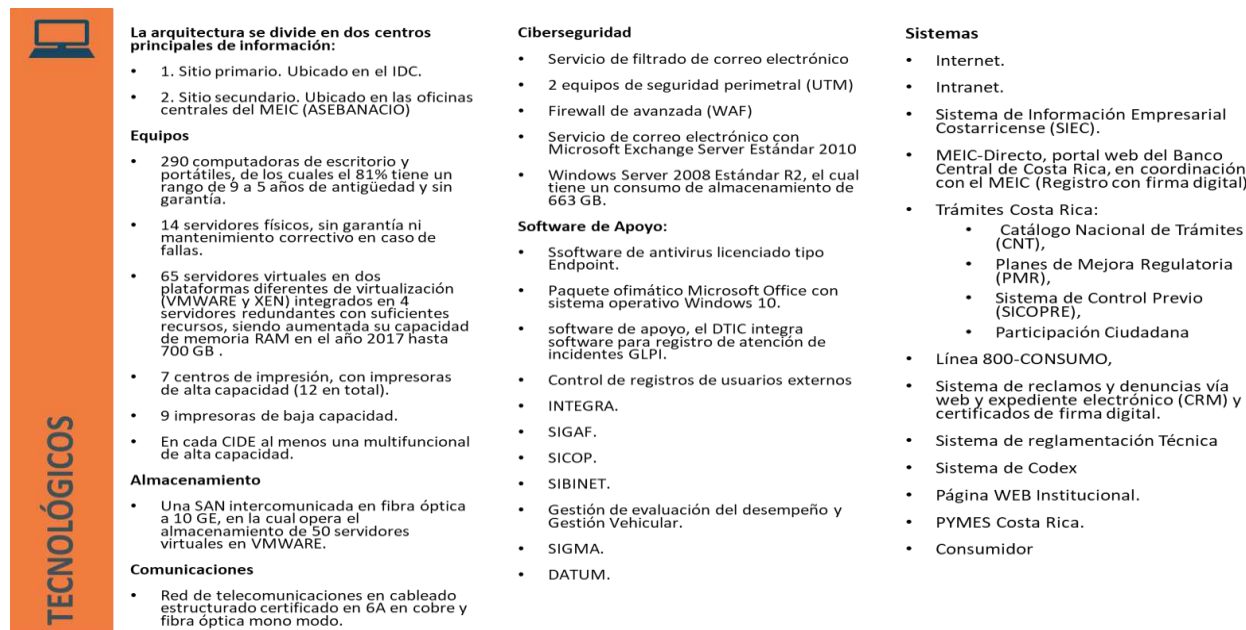 TECNOLÓGICOS
La arquitectura se divide en dos centros
principales de información:
• 1. Sitio primario. Ubicado en el IDC.
• 2. Sitio secundario. Ubicado en las oficinas
centrales del MEIC (ASEBANACIO)
Equipos
• 290 computadoras de escritorio y
portátiles, de los cuales el 81% tiene un
rango de 9 a 5 años de antigüedad y sin
garantía.
• 14 servidores físicos, sin garantía ni
mantenimiento correctivo en caso de
fallas.
• 65 servidores virtuales en dos
plataformas diferentes de virtualización
(VMWARE y XEN) integrados en 4
servidores redundantes con suficientes
recursos, siendo aumentada su capacidad
de memoria RAM en el año 2017 hasta
700 GB .
• 7 centros de impresión, con impresoras
de alta capacidad (12 en total).
• 9 impresoras de baja capacidad.
• En cada CIDE al menos una multifuncional
de alta capacidad.
Almacenamiento
• Una SAN intercomunicada en fibra óptica
a 10 GE, en la cual opera el
almacenamiento de 50 servidores
virtuales en VMWARE.
Comunicaciones
• Red de telecomunicaciones en cableado
estructurado certificado en 6A en cobre y
fibra óptica mono modo.
Ciberseguridad
• Servicio de filtrado de correo electrónico
• 2 equipos de seguridad perimetral (UTM)
• Firewall de avanzada (WAF)
• Servicio de correo electrónico con
Microsoft Exchange Server Estándar 2010
• Windows Server 2008 Estándar R2, el cual
tiene un consumo de almacenamiento de
663 GB.
Software de Apoyo:
• Ssoftware de antivirus licenciado tipo
Endpoint.
• Paquete ofimático Microsoft Office con
sistema operativo Windows 10.
• software de apoyo, el DTIC integra
software para registro de atención de
incidentes GLPI.
• Control de registros de usuarios externos
• INTEGRA.
• SIGAF.
• SICOP.
• SIBINET.
• Gestión de evaluación del desempeño y
Gestión Vehicular.
• SIGMA.
• DATUM.
Sistemas
• Internet.
• Intranet.
• Sistema de Información Empresarial
Costarricense (SIEC).
• MEIC-Directo, portal web del Banco
Central de Costa Rica, en coordinación
con el MEIC (Registro con firma digital)
• Trámites Costa Rica:
• Catálogo Nacional de Trámites
(CNT),
• Planes de Mejora Regulatoria
(PMR),
• Sistema de Control Previo
(SICOPRE),
• Participación Ciudadana
• Línea 800-CONSUMO,
• Sistema de reclamos y denuncias vía
web y expediente electrónico (CRM) y
certificados de firma digital.
• Sistema de reglamentación Técnica
• Sistema de Codex
• Página WEB Institucional.
• PYMES Costa Rica.
• Consumidor